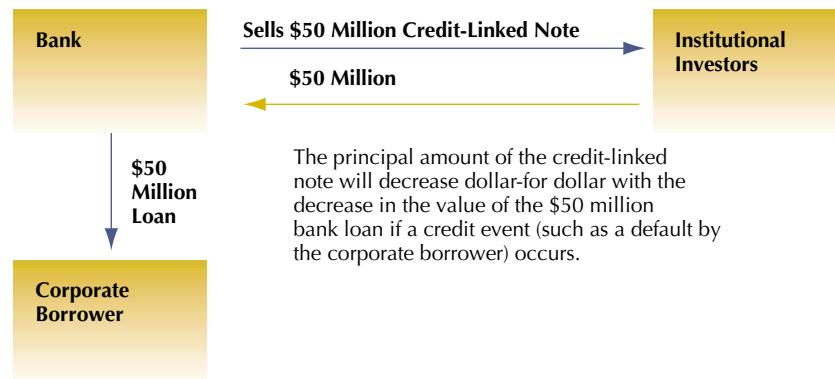 Bank
Sells $50 Million Credit-Linked Note
$50 Million
Institutional
Investors
$50
Million
Loan
The principal amount of the credit-linked
note will decrease dollar-for dollar with the
decrease in the value of the $50 million
bank loan if a credit event (such as a default by
the corporate borrower) occurs.
Corporate
Borrower